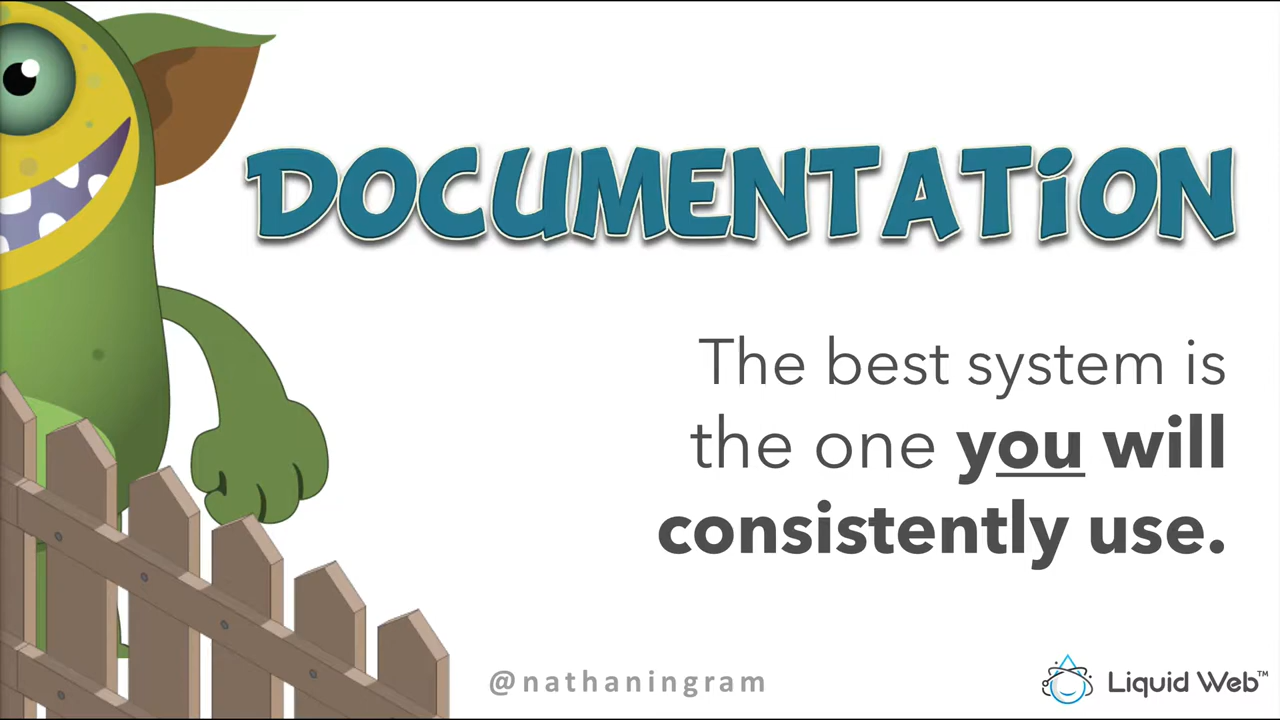 DOCUMENTATiON
The best system is
the one you will
consistently use.
@nathaningram
Liquid Web™